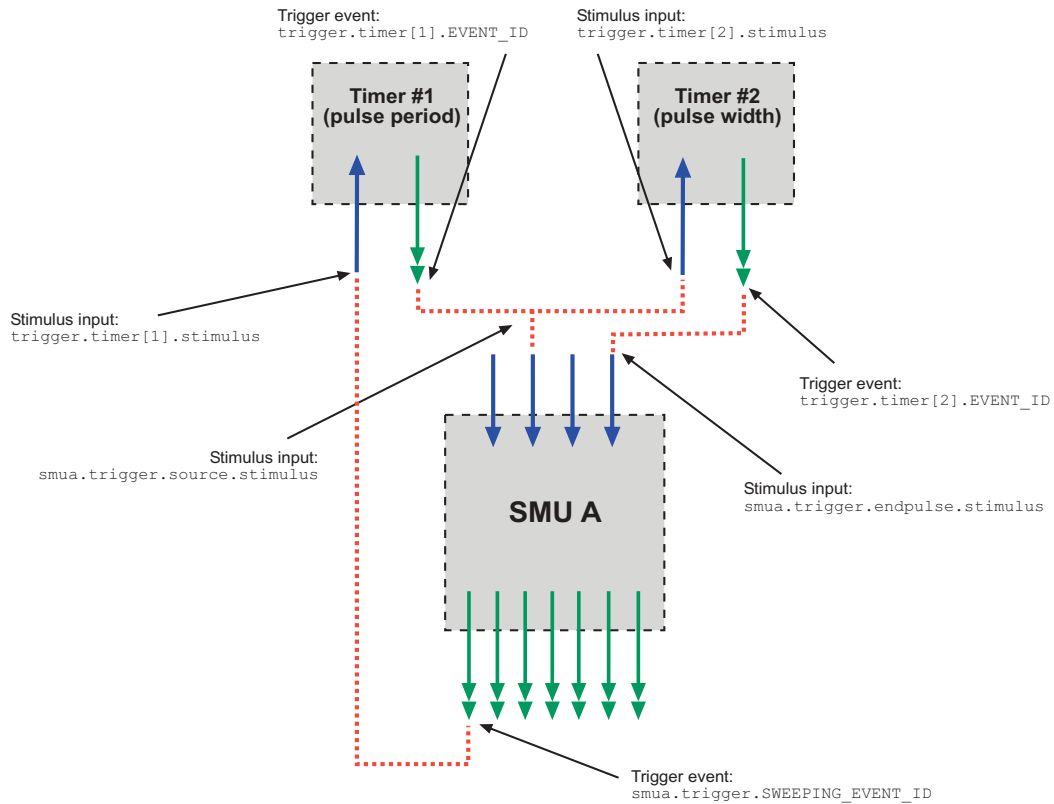 Trigger event:
trigger.timer[1].EVENT_ID
Stimulus input:
trigger.timer[2].stimulus
Timer #1
(pulse period)
Timer #2
(pulse width)
Stimulus input:
trigger.timer[1].stimulus
Trigger event:
trigger.timer[2].EVENT_ID
Stimulus input:
smua.trigger.source.stimulus
Stimulus input:
smua.trigger.endpulse.stimulus
SMU A
Trigger event:
smua.trigger.SWEEPING_EVENT_ID